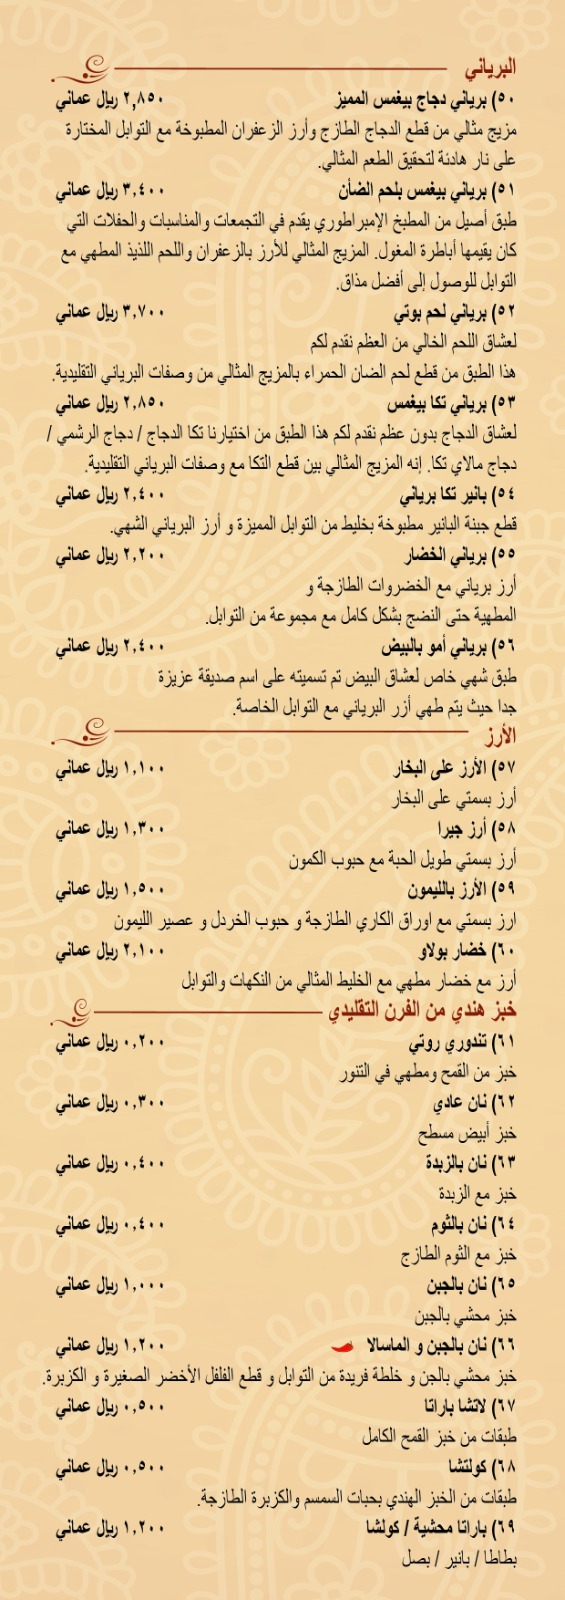 البرياني
٥٠) برياني دجاج بيغمس المميز ٢,٨٥٠ ريال عماني
مزيج مثالي من قطع الدجاج الطازج وأرز الزعفران المطبوخة مع التوابل المختارة
على نار هادئة لتحقيق الطعم المثالي.
٥١) برياني بيغمس بلحم الضأن ٣,٤٠٠ ريال عماني
طبق أصيل من المطبخ الإمبراطوري يقدم في التجمعات والمناسبات والحفلات التي
كان يقيمها أباطرة المغول. المزيج المثالي للأرز بالزعفران واللحم اللذيذ المطهي مع
التوابل للوصول إلى أفضل مذاق.
٥٢) برياني لحم بوتي ٣,٧٠٠ ريال عماني
لعشاق اللحم الخالي من العظم نقدم لكم
هذا الطبق من قطع لحم الضان الحمراء بالمزيج المثالي من وصفات البرياني التقليدية.
٥٣) برياني تكا بيغمس ٢,٨٥٠ ريال عماني
لعشاق الدجاج بدون عظم نقدم لكم هذا الطبق من اختيارنا تكا الدجاج / دجاج الرشمي /
دجاج مالاي تكا. إنه المزيج المثالي بين قطع التكا مع وصفات البرياني التقليدية.
٥٤) بانير تكا برياني ٢,٤٠٠ ريال عماني
قطع جبنة البانير مطبوخة بخليط من التوابل المميزة و أرز البرياني الشهي.
٥٥) برياني الخضار ٢,٢٠٠ ريال عماني
أرز برياني مع الخضروات الطازجة و
المطهية حتى النضج بشكل كامل مع مجموعة من التوابل.
٥٦) برياني أمو بالبيض ٢,٤٠٠ ريال عماني
طبق شهي خاص لعشاق البيض تم تسميته على اسم صديقة عزيزة
جدا حيث يتم طهي أزر البرياني مع التوابل الخاصة.
الأرز
٥٧) الأرز على البخار ١,١٠٠ ريال عماني
أرز بسمتي على البخار
٥٨) أرز جيرا ١,٣٠٠ ريال عماني
أرز بسمتي طويل الحبة مع حبوب الكمون
٥٩) الأرز بالليمون ١,٥٠٠ ريال عماني
ارز بسمتي مع اوراق الكاري الطازجة و حبوب الخردل و عصير الليمون
٦٠) خضار بولاو ٢,١٠٠ ريال عماني
أرز مع خضار مطهي مع الخليط المثالي من النكهات والتوابل
خبز هندي من الفرن التقليدي
٦١) تندوري روتي ٠,٢٠٠ ريال عماني
خبز من القمح ومطهي في التنور
٦٢) نان عادي ٠,٣٠٠ ريال عماني
خبز أبيض مسطح
٦٣) نان بالزبدة ٠,٤٠٠ ريال عماني
خبز مع الزبدة
٦٤) نان بالثوم ٠,٤٠٠ ريال عماني
خبز مع الثوم الطازج
٦٥) نان بالجبن ١,٠٠٠ ريال عماني
خبز محشي بالجبن
٦٦) نان بالجبن و الماسالا ١,٢٠٠ ريال عماني
خبز محشي بالجن و خلطة فريدة من التوابل و قطع الفلفل الأخضر الصغيرة و الكزبرة.
٦٧) لاتشا باراتا ٠,٥٠٠ ريال عماني
طبقات من خبز القمح الكامل
٦٨) كولتشا ٠,٥٠٠ ريال عماني
طبقات من الخبز الهندي بحبات السمسم والكزبرة الطازجة.
٦٩) باراتا محشية / كولشا ١,٢٠٠ ريال عماني
بطاطا / بانير / بصل